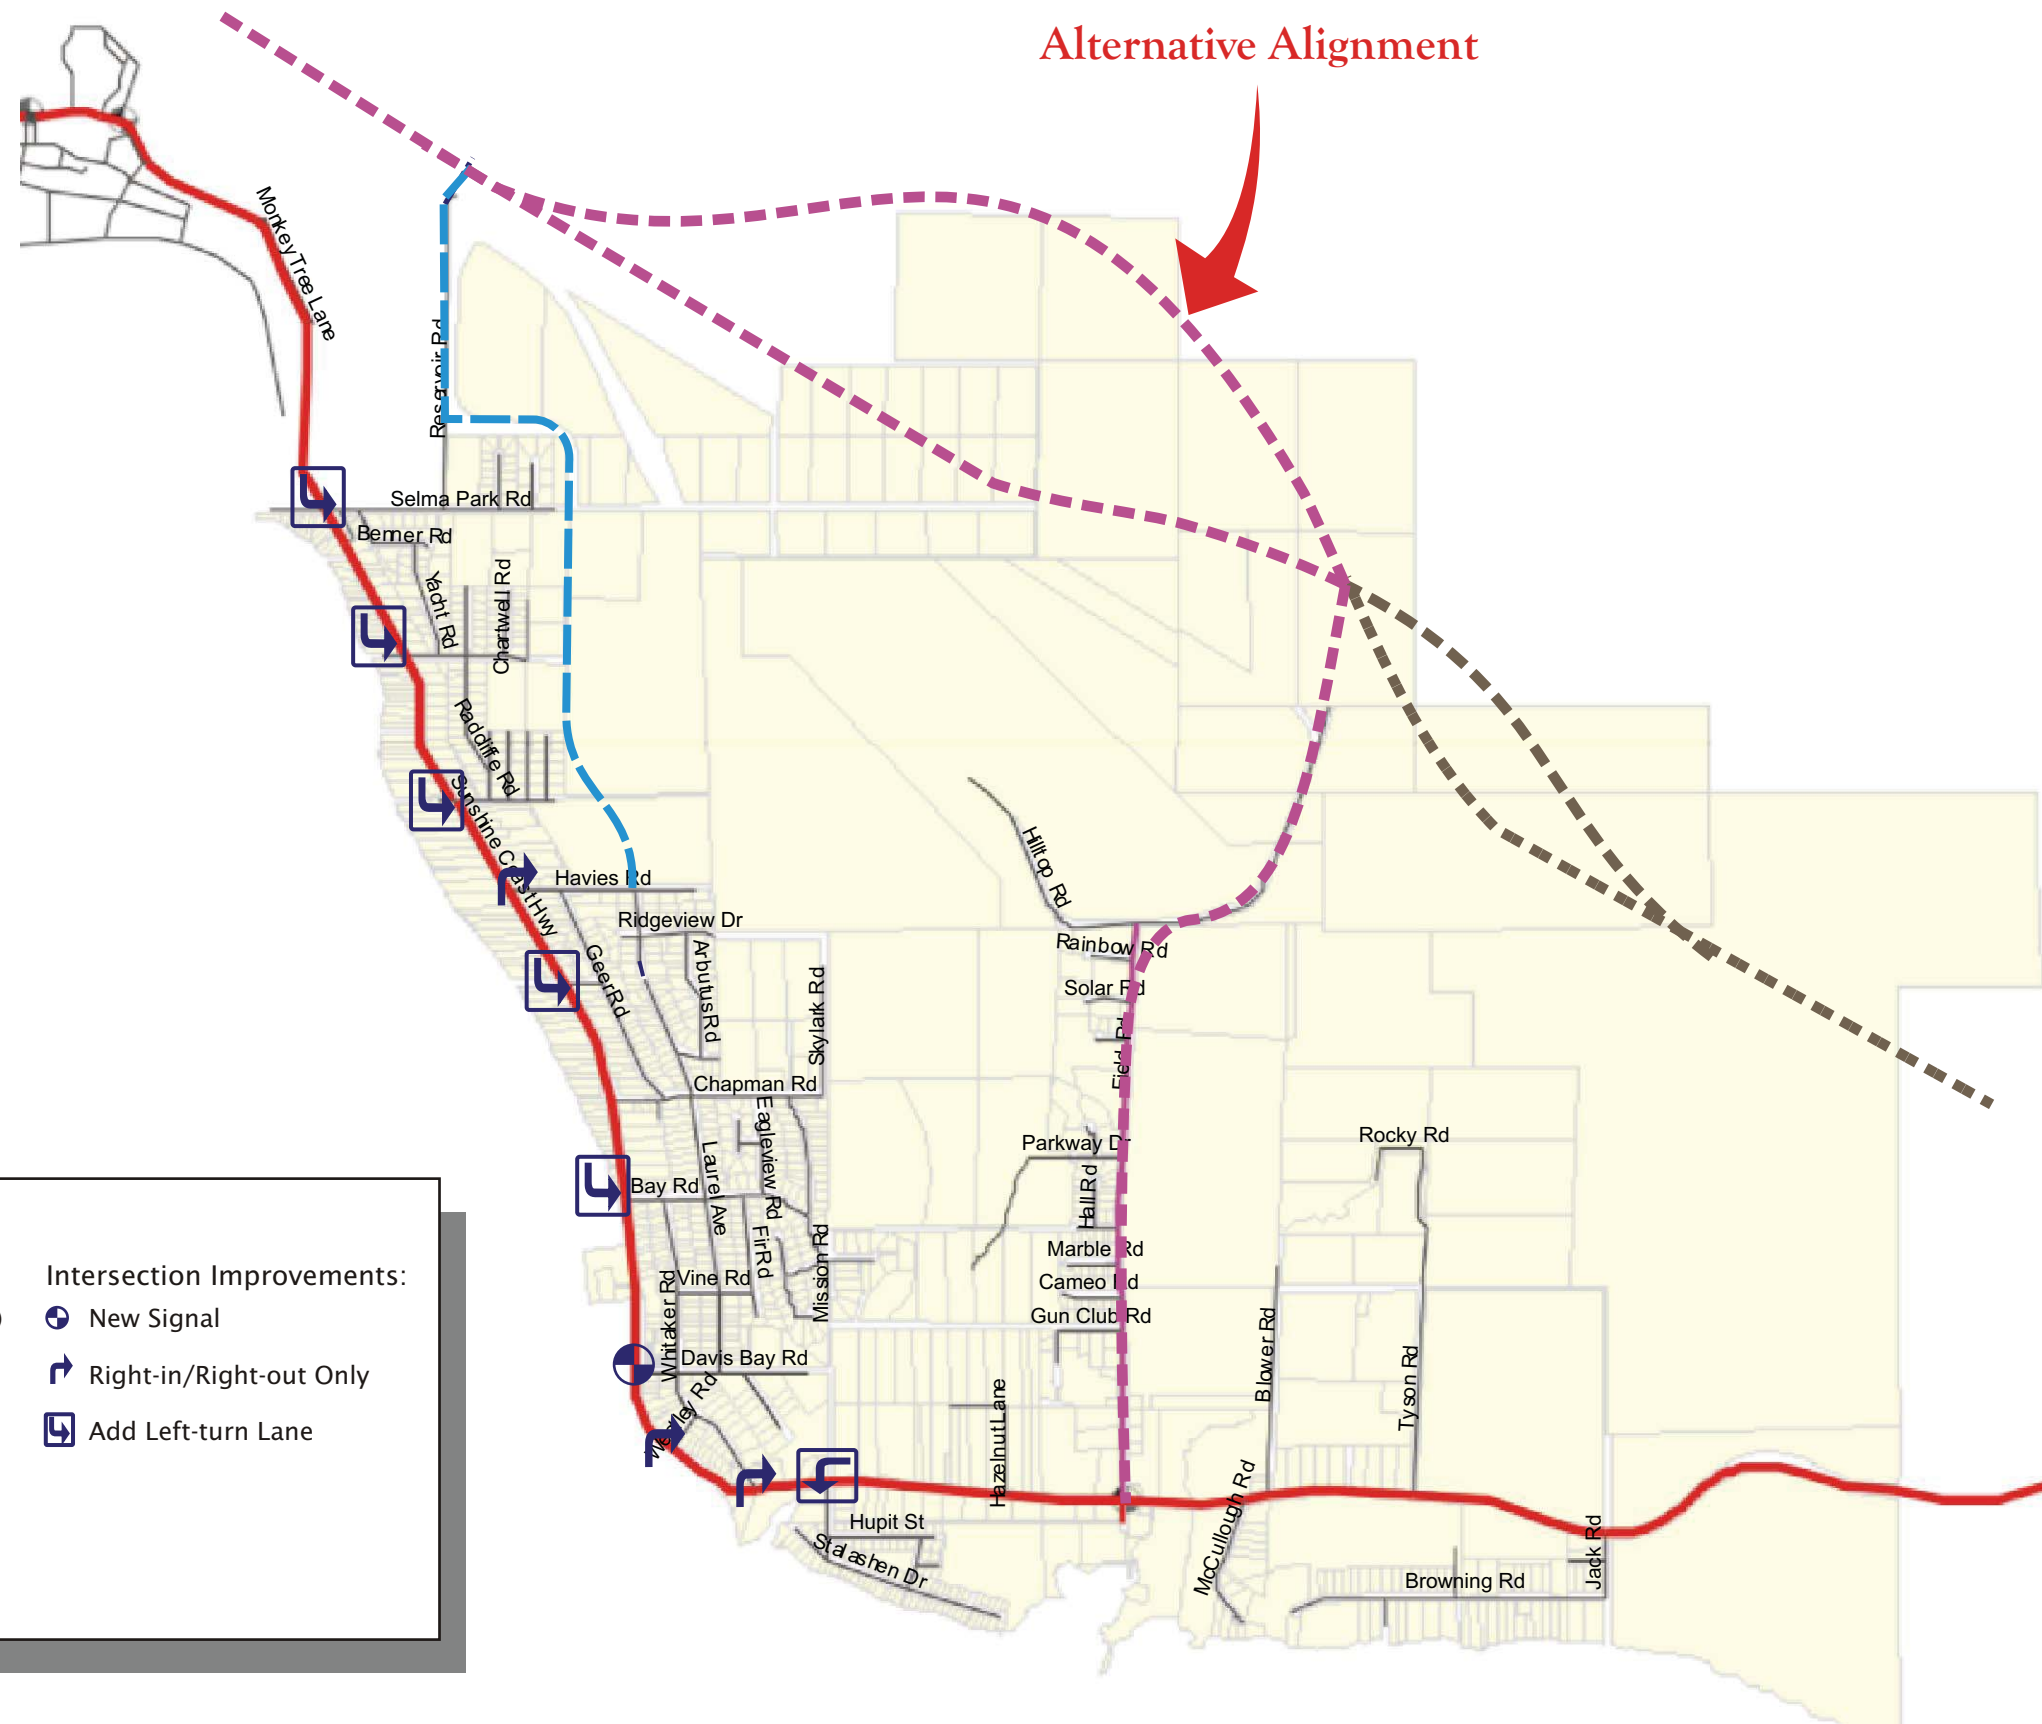 Alternative Alignment
Monkey Tree Lane
Reservoir Rd
Selma Park Rd
Bemer Rd
Yacht Rd
Chartwell Rd
Radcliffe Rd
Sunshine Coast Hwy
Havies Rd
Ridgeview Dr
Geer Rd
Arbutus Rd
Skylark Rd
Hilltop Rd
Rainbow Rd
Solar Rd
Field Rd
Chapman Rd
Eagleview Rd
Laurel Ave
Parkway Dr
Rocky Rd
Bay Rd
Hall Rd
Fir Rd
Mission Rd
Marble Rd
Vine Rd
Whitaker Rd
Cameo Rd
Gun Club Rd
Blower Rd
Tyson Rd
Davis Bay Rd
Hazelnut Lane
McCullough Rd
Hupit St
Stalashen Dr
Jack Rd
Browning Rd
Intersection Improvements:
New Signal
Right-in/Right-out Only
Add Left-turn Lane